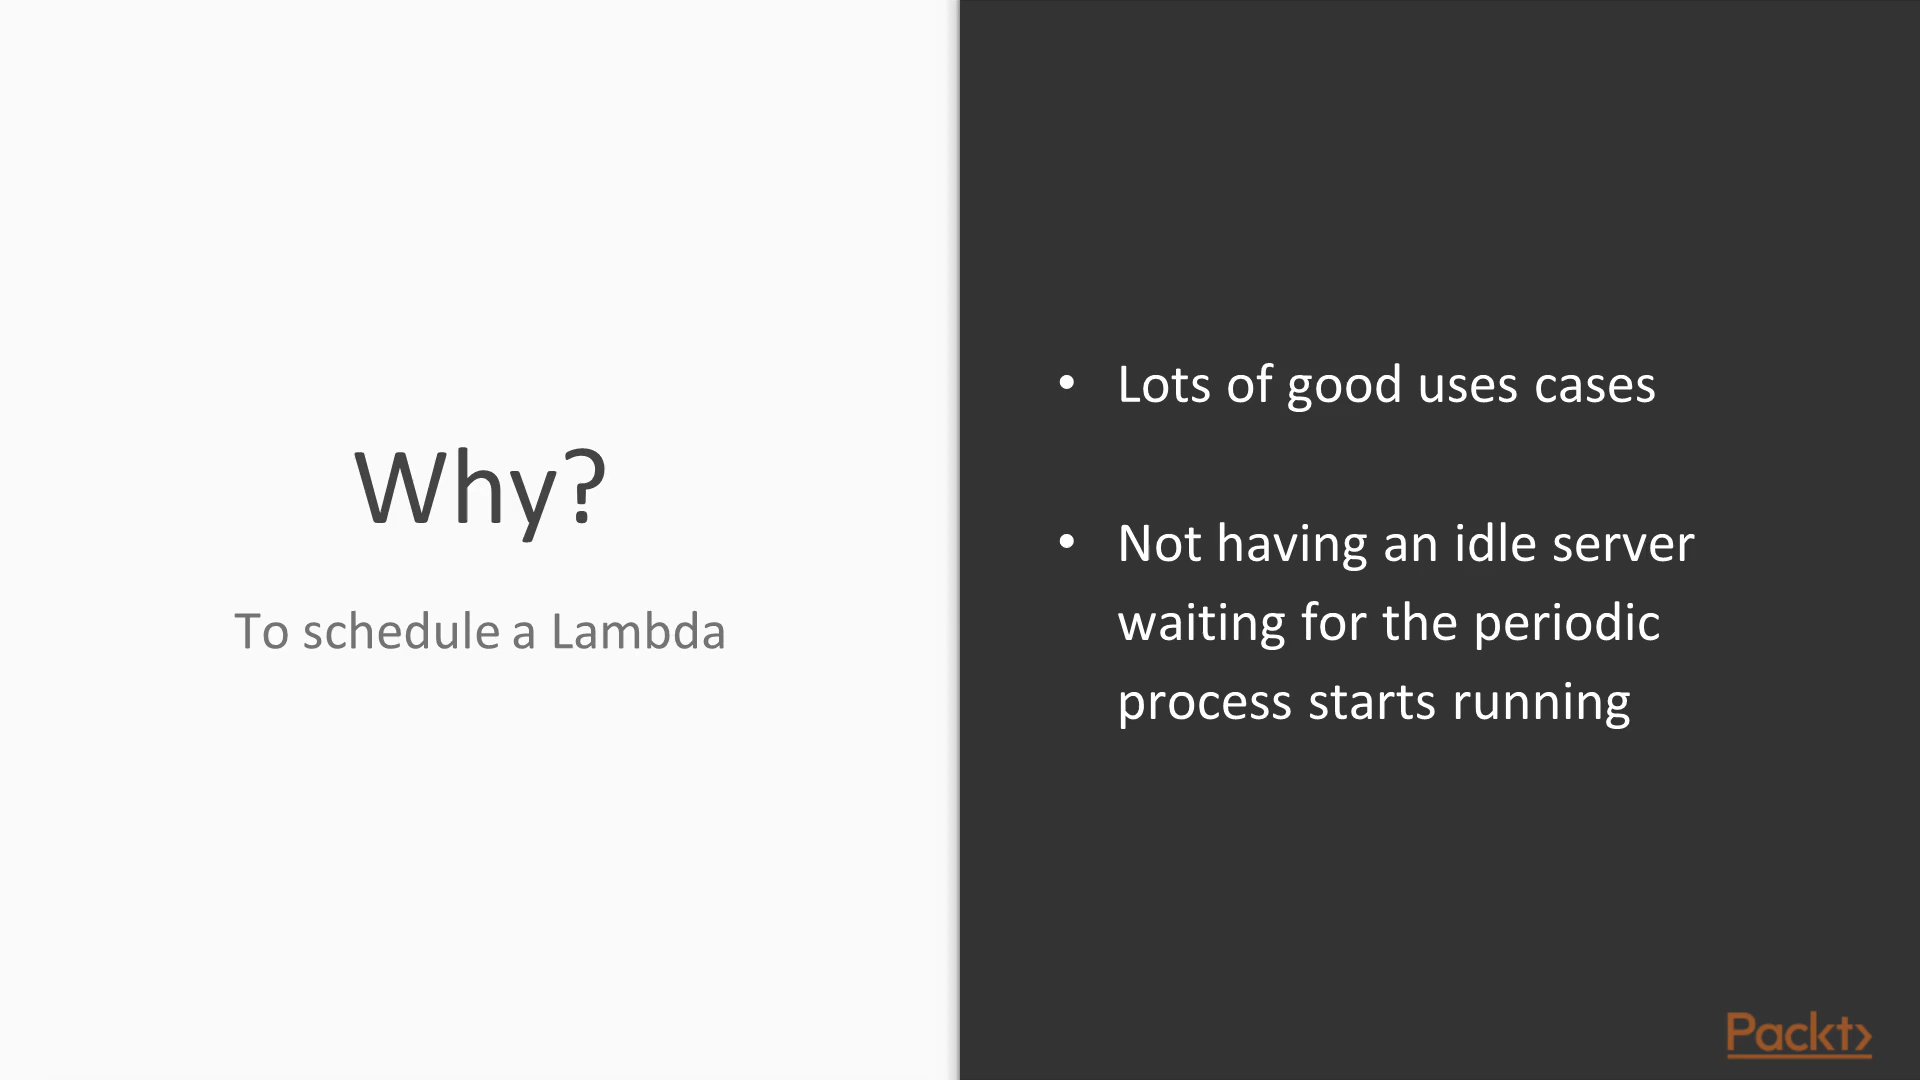 Why?
To schedule a Lambda
• Lots of good uses cases
• Not having an idle server
waiting for the periodic
process starts running
Packt>